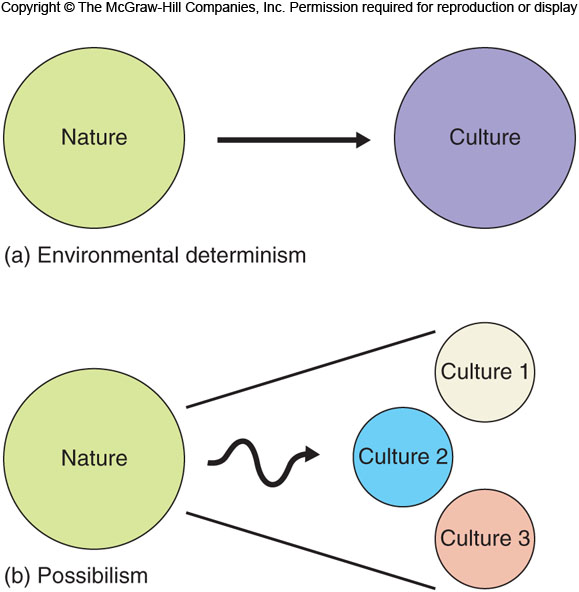 Copyright © The McGraw-Hill Companies, Inc. Permission required for reproduction or display
Nature
Culture
(a) Environmental determinism
Culture 1
Nature
Culture 2
Culture 3
(b) Possibilism